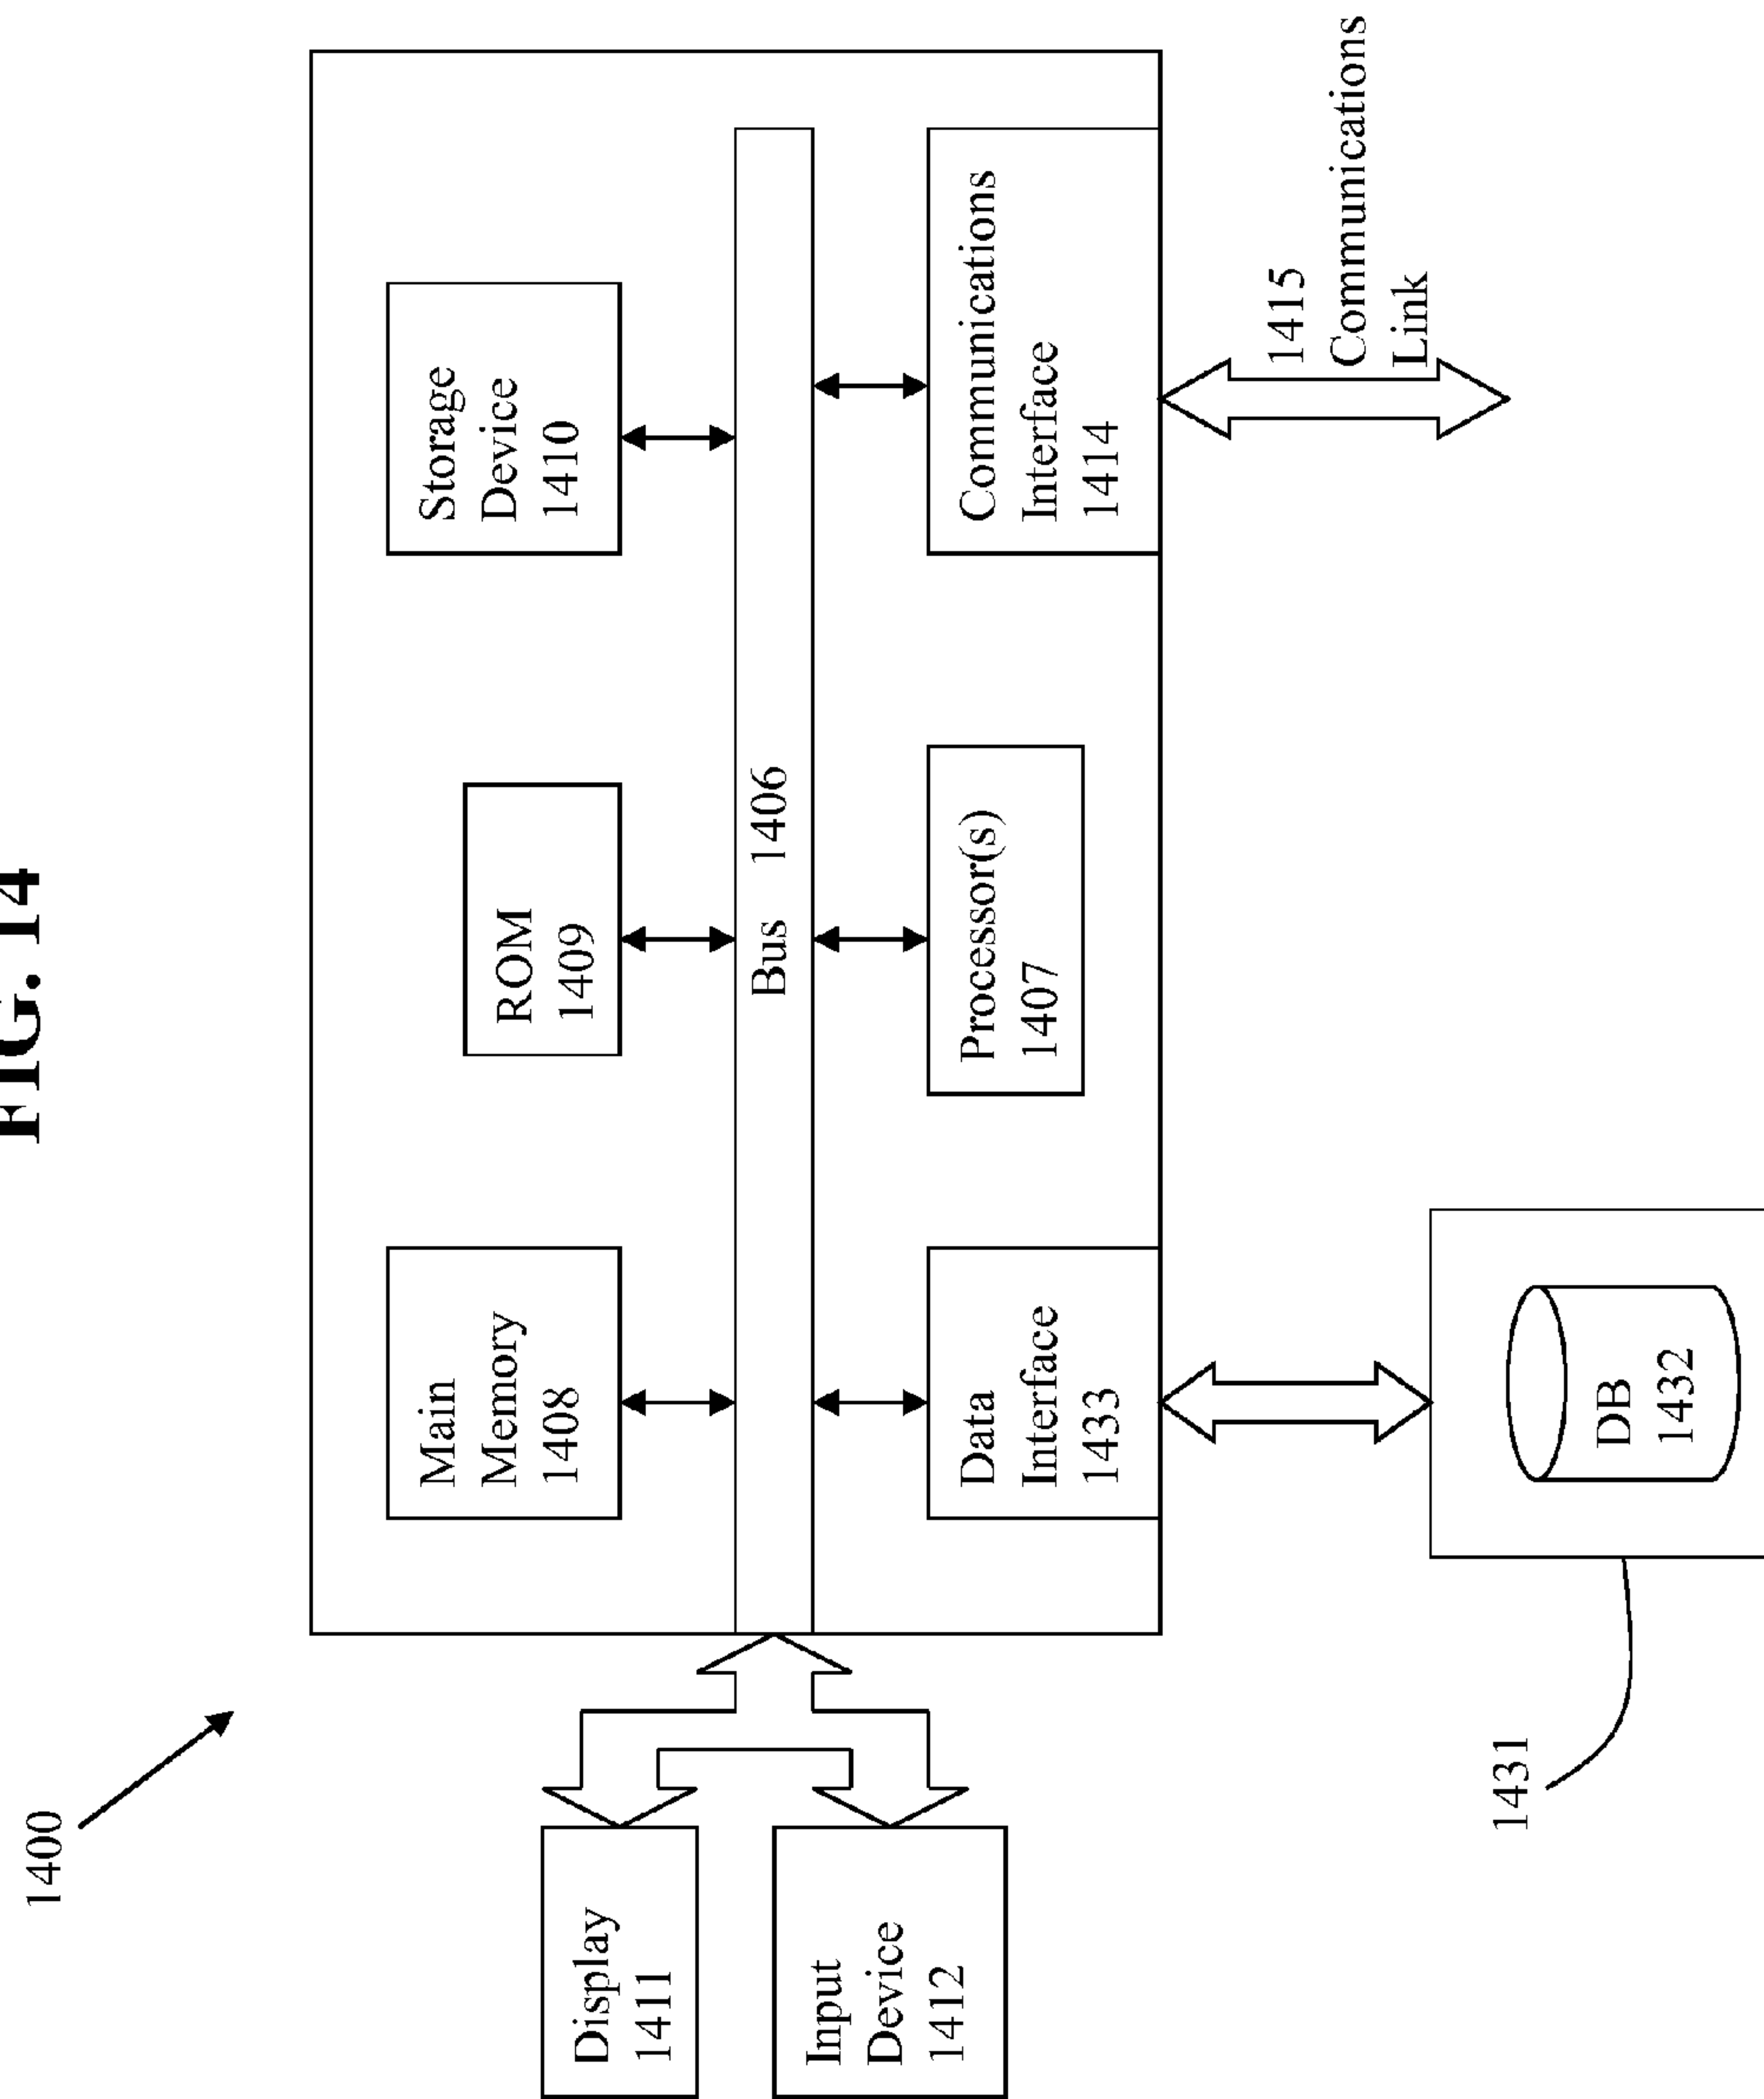 FIG. 14
1400
Main
Memory
1408
ROM
1409
Storage
Device
1410
Display
1411
Bus 1406
Input
Device
1412
Data
Interface
1433
Processor(s)
1407
Communications
Interface
1414
1415
Communications
Link
1431
DB
1432